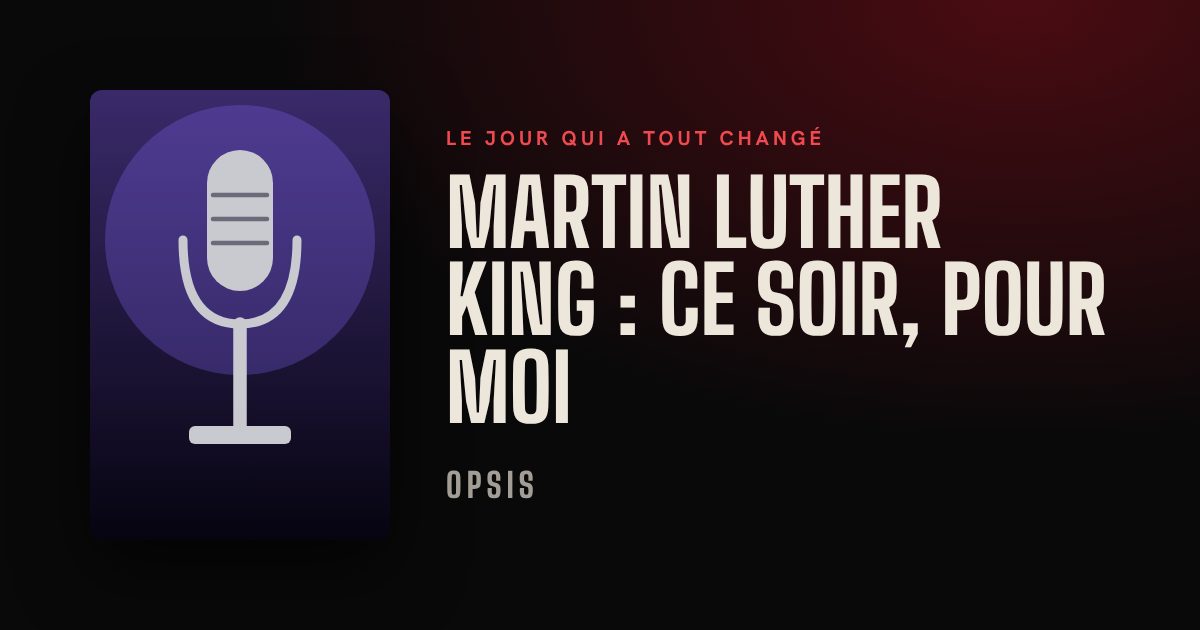 LE JOUR QUI A TOUT CHANGÉ
MARTIN LUTHER
KING : CE SOIR, POUR
MOI
OPSIS